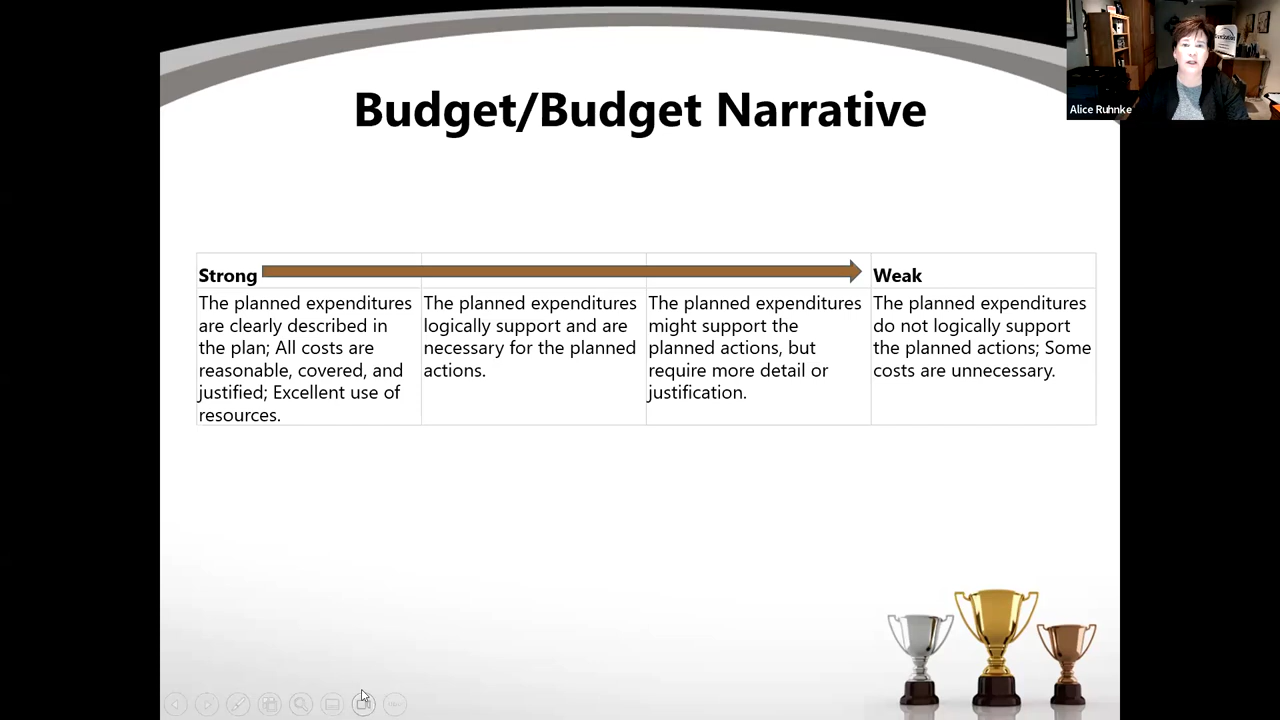 Budget/Budget Narrative
Alice Ruhnke
Strong
Weak
The planned expenditures
are clearly described in
the plan; All costs are
reasonable, covered, and
justified; Excellent use of
resources.
The planned expenditures
logically support and are
necessary for the planned
actions.
The planned expenditures
might support the
planned actions, but
require more detail or
justification.
The planned expenditures
do not logically support
the planned actions; Some
costs are unnecessary.